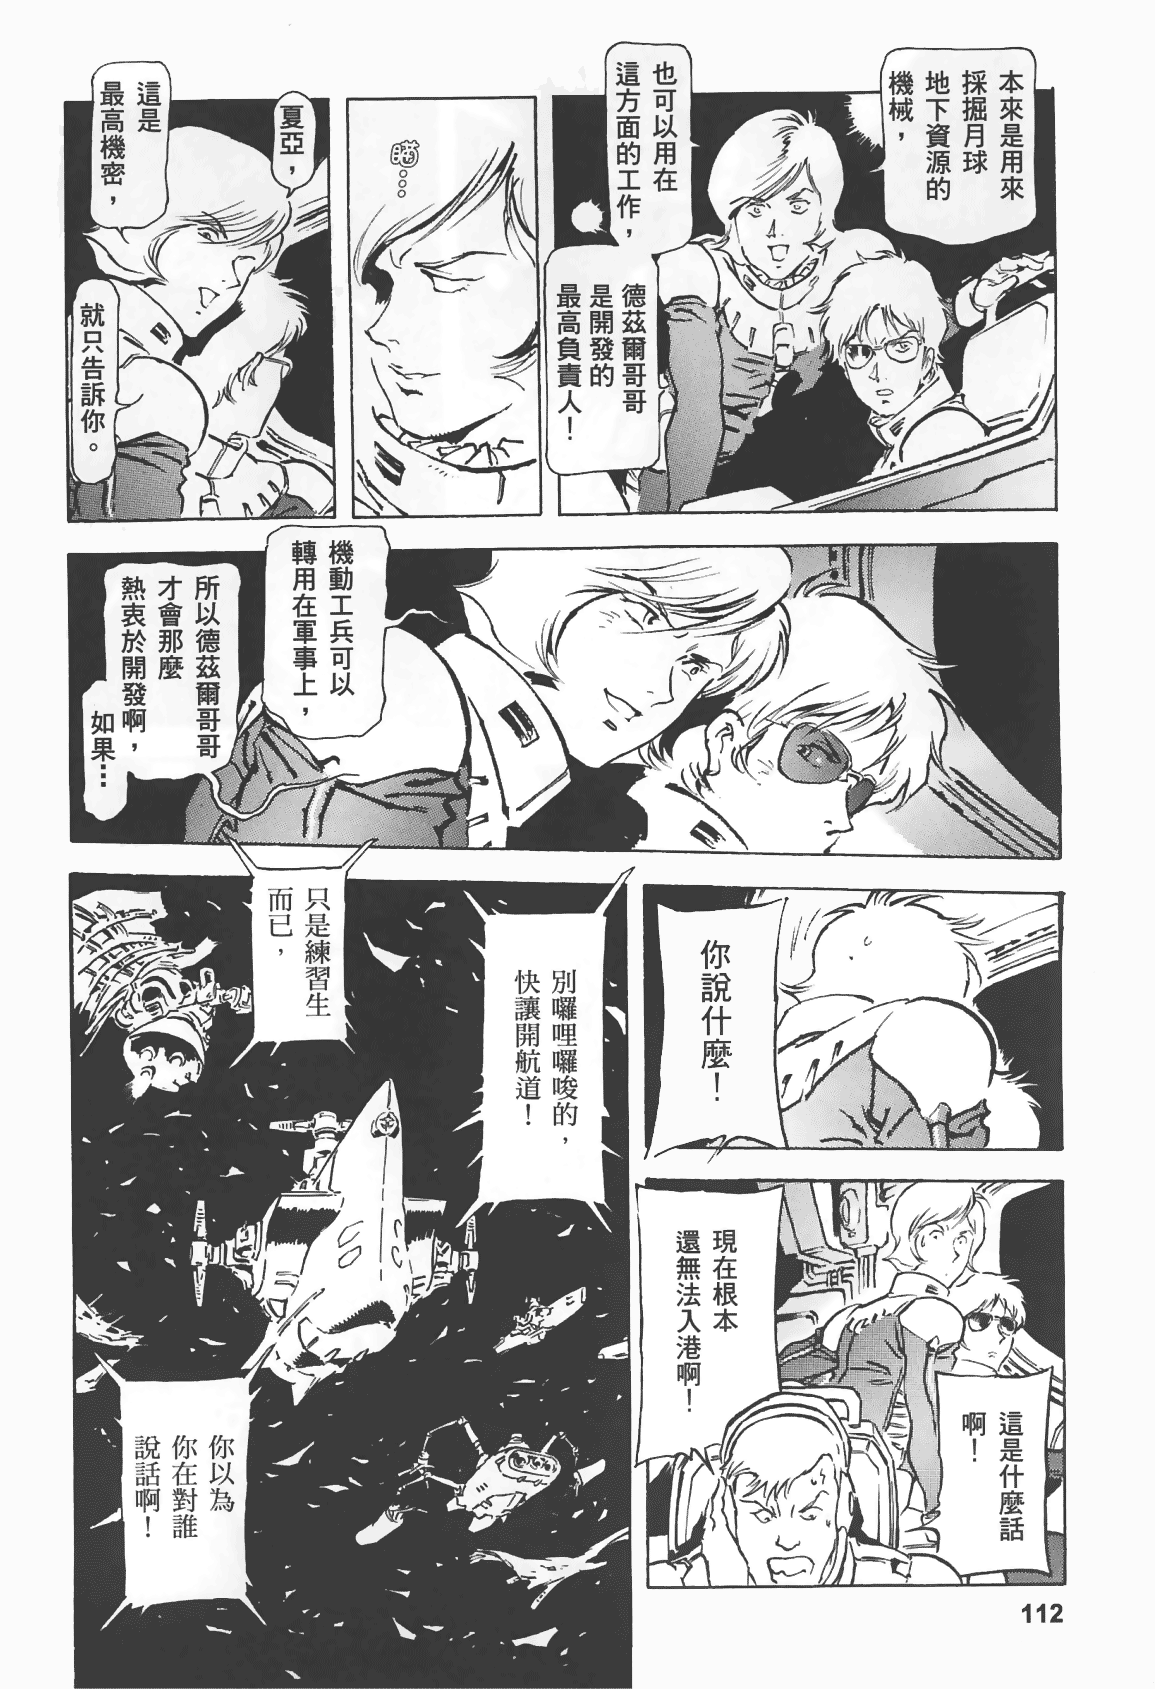 本來是用來
採掘月球
地下資源的
機械，
也可以用在
這方面的工作，
德茲爾哥哥
是開發的
最高負責人！
瞄…
夏亞，
這是
最高機密，
就只告訴你。
機動工兵可以
轉用在軍事上，
所以德茲爾哥哥
才會那麼
熱衷於開發啊，
如果…
你說什麼！
現在根本
還無法入港啊！
這是什麼話
啊！
別囉哩囉唆的，
快讓開航道！
只是練習生
而已，
你以為
你在對誰
說話啊！
112